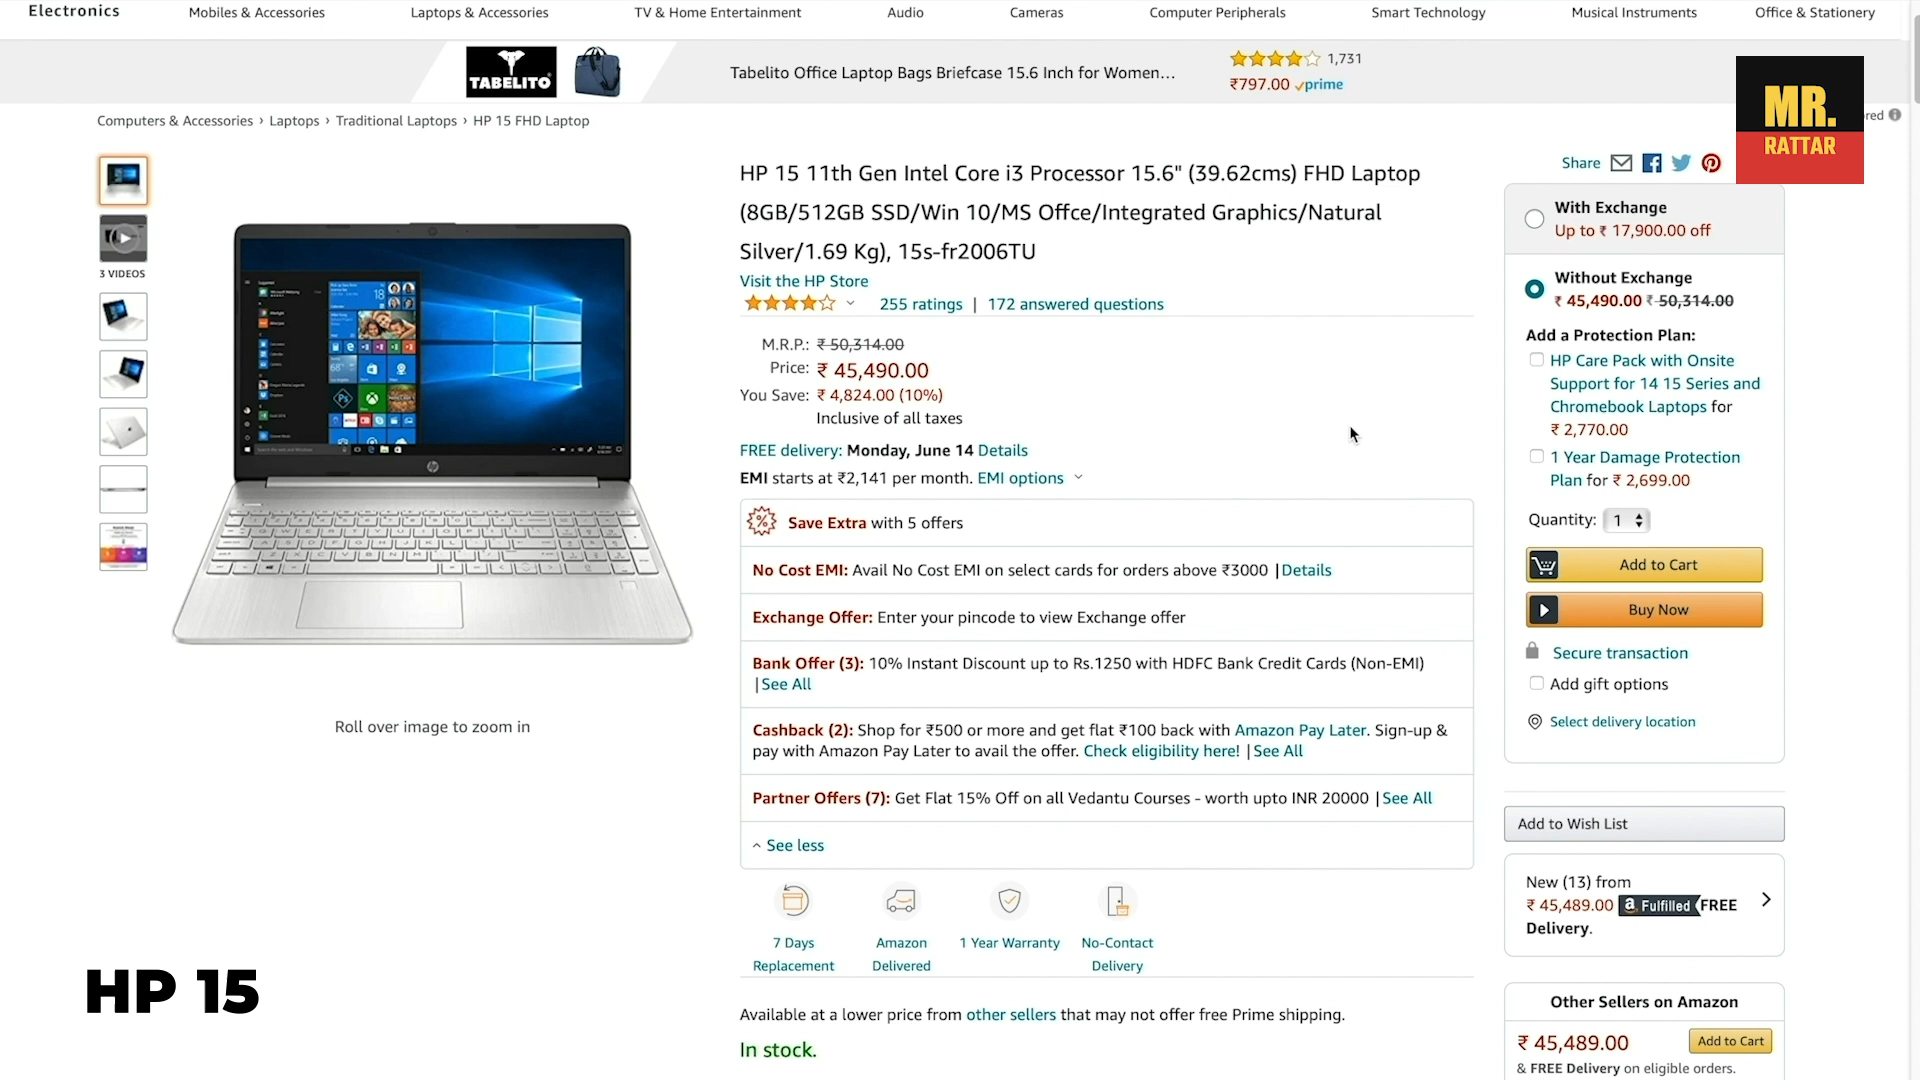 Electronics
Mobiles & Accessories
Laptops & Accessories
TV & Home Entertainment
Audio
Cameras
Computer Peripherals
Smart Technology
Musical Instruments
Office & Stationery
TABELITO
Tabelito Office Laptop Bags Briefcase 15.6 Inch for Women...
1,731
₹797.00 prime
MR.
RATTAR
Computers & Accessories › Laptops › Traditional Laptops › HP 15 FHD Laptop
3 VIDEOS
Roll over image to zoom in
HP 15
HP 15 11th Gen Intel Core i3 Processor 15.6" (39.62cms) FHD Laptop
(8GB/512GB SSD/Win 10/MS Offce/Integrated Graphics/Natural
Silver/1.69 Kg), 15s-fr2006TU
Visit the HP Store
255 ratings | 172 answered questions
M.R.P.: ₹ 50,314.00
Price: ₹ 45,490.00
You Save: ₹ 4,824.00 (10%)
Inclusive of all taxes
FREE delivery: Monday, June 14 Details
EMI starts at ₹2,141 per month. EMI options
Save Extra with 5 offers
No Cost EMI: Avail No Cost EMI on select cards for orders above ₹3000 |Details
Exchange Offer: Enter your pincode to view Exchange offer
Bank Offer (3): 10% Instant Discount up to Rs.1250 with HDFC Bank Credit Cards (Non-EMI)
|See All
Cashback (2): Shop for ₹500 or more and get flat ₹100 back with Amazon Pay Later. Sign-up &
pay with Amazon Pay Later to avail the offer. Check eligibility here! |See All
Partner Offers (7): Get Flat 15% Off on all Vedantu Courses - worth upto INR 20000 |See All
See less
7 Days
Replacement
Amazon
Delivered
1 Year Warranty
No-Contact
Delivery
Available at a lower price from other sellers that may not offer free Prime shipping.
In stock.
Share
With Exchange
Up to ₹ 17,900.00 off
Without Exchange
₹ 45,490.00 ₹ 50,314.00
Add a Protection Plan:
HP Care Pack with Onsite
Support for 14 15 Series and
Chromebook Laptops for
₹ 2,770.00
1 Year Damage Protection
Plan for ₹ 2,699.00
Quantity: 1
Add to Cart
Buy Now
Secure transaction
Add gift options
Select delivery location
Add to Wish List
New (13) from
₹ 45,489.00 a Fulfilled FREE
Delivery.
Other Sellers on Amazon
₹ 45,489.00
Add to Cart
& FREE Delivery on eligible orders.